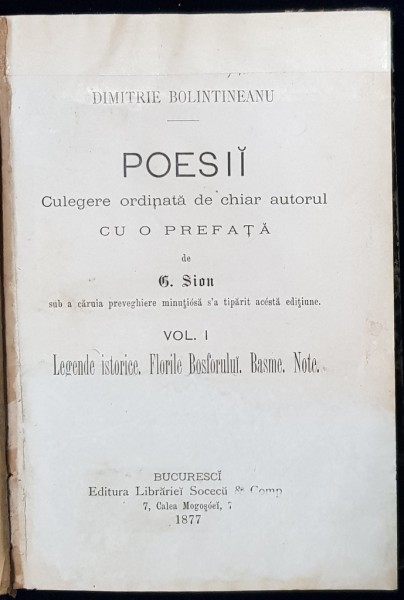 DIMITRIE BOLINTINEANU
POESIĬ
Culegere ordinată de chiar autorul
CU O PREFAȚĂ
de
G. Sion
sub a căruia preveghiere minuțiósă s'a tipărit acéstă edițiune.
VOL. I
Legende istorice. Florile Bosforuluĭ. Basme. Note.
BUCURESCĬ
Editura Librărieĭ Socecŭ & Comp
7, Calea Mogoșóeĭ, 7
1877